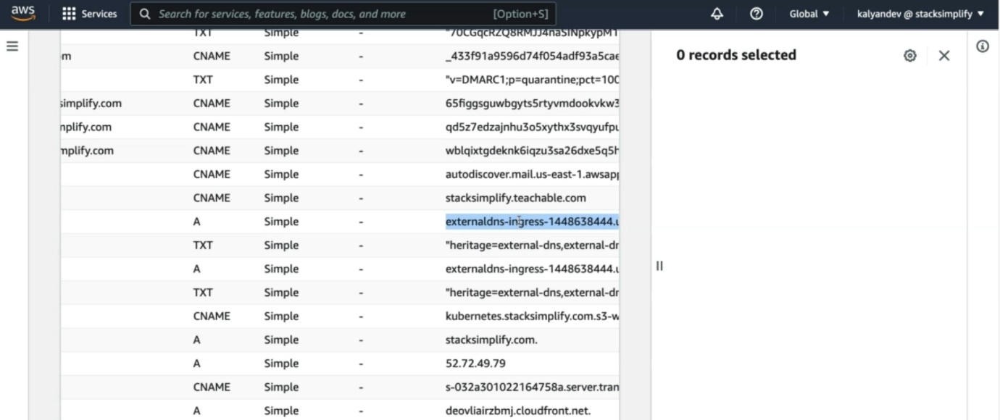 aws Services Search for services, features, blogs, docs, and more [Option+S] Global ▼ kalyandev @ stacksimplify ▼
TXT Simple - "70CGqcRZQ8RMJJ4naSINpkypM1
0 records selected
m CNAME Simple - _433f91a9596d74f054adf93a5cae
TXT Simple - "v=DMARC1;p=quarantine;pct=100
simplify.com CNAME Simple - 65figgsguwbgyts5rtyvmdookvkw3
nplify.com CNAME Simple - qd5z7edzajnhu3o5xythx3svqyufpu
mplify.com CNAME Simple - wblqixtgdeknk6iqzu3sa26dxe5q5h
CNAME Simple - autodiscover.mail.us-east-1.awsapp
CNAME Simple - stacksimplify.teachable.com
A Simple - externaldns-ingress-1448638444.u
TXT Simple - "heritage=external-dns,external-dn
A Simple - externaldns-ingress-1448638444.u
TXT Simple - "heritage=external-dns,external-dn
CNAME Simple - kubernetes.stacksimplify.com.s3-w
A Simple - stacksimplify.com.
A Simple - 52.72.49.79
CNAME Simple - s-032a301022164758a.server.tran
A Simple - deovliairzbmj.cloudfront.net.